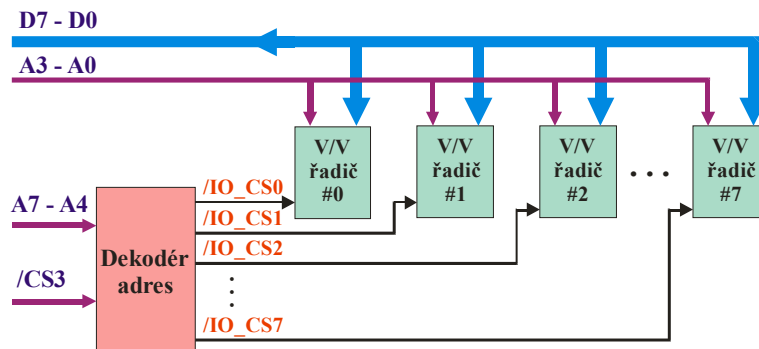 D7 - D0
A3 - A0
V/V
řadič
#0
V/V
řadič
#1
V/V
řadič
#2
. . .
V/V
řadič
#7
A7 - A4
/CS3
Dekodér
adres
/IO_CS0
/IO_CS1
/IO_CS2
/IO_CS7